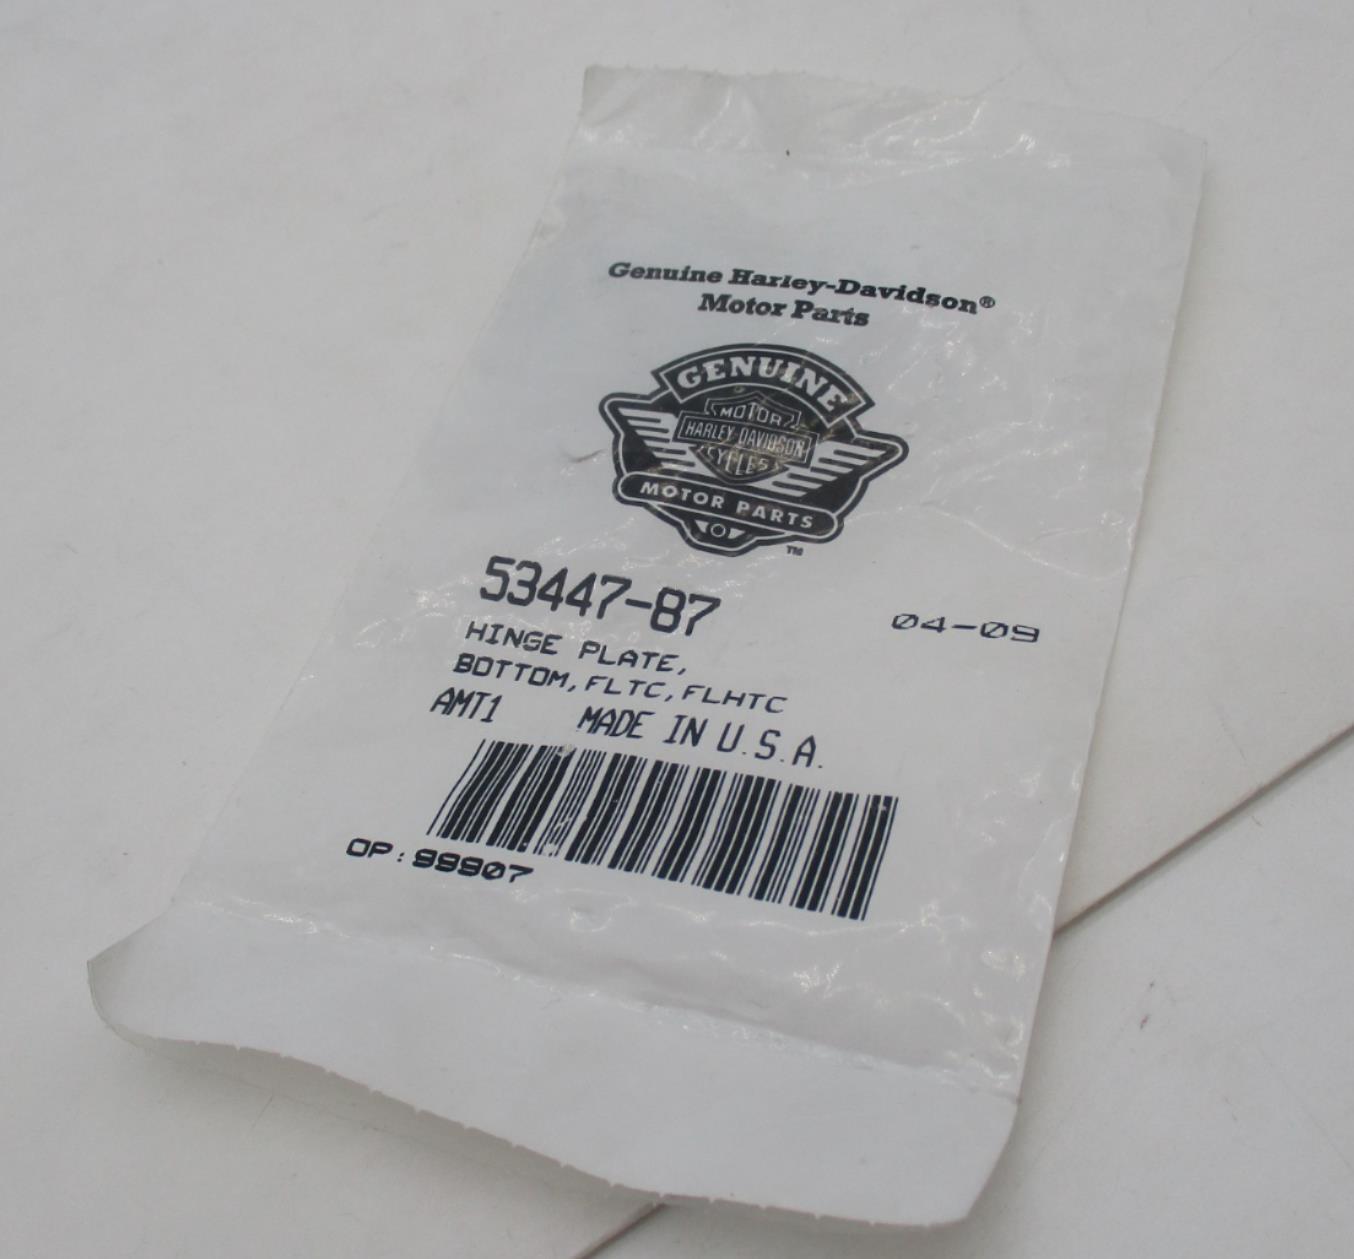 Genuine Harley-Davidson®
Motor Parts
GENUINE
MOTOR
HARLEY-DAVIDSON
CYCLES
MOTOR PARTS
TM
53447-87
04-09
HINGE PLATE,
BOTTOM, FLTC, FLHTC
AMT1 MADE IN U.S.A.
OP: 99907